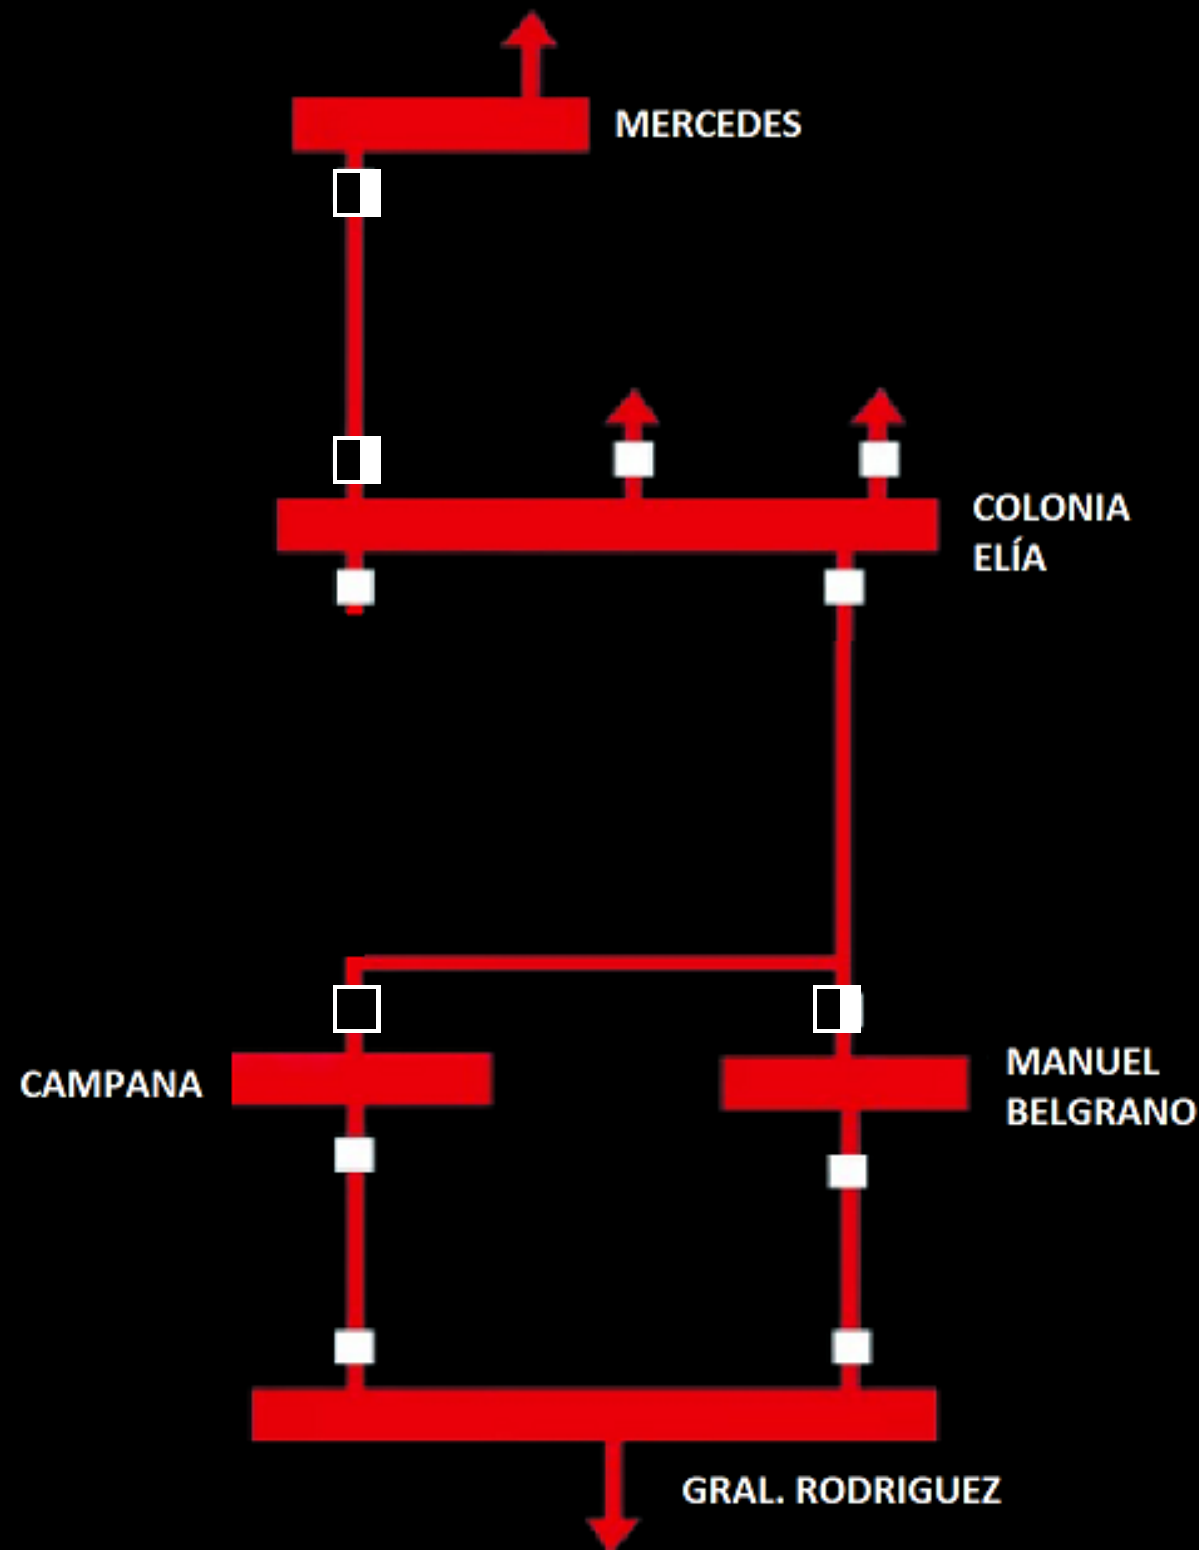 MERCEDES
COLONIA
ELÍA
CAMPANA
MANUEL
BELGRANO
GRAL. RODRIGUEZ